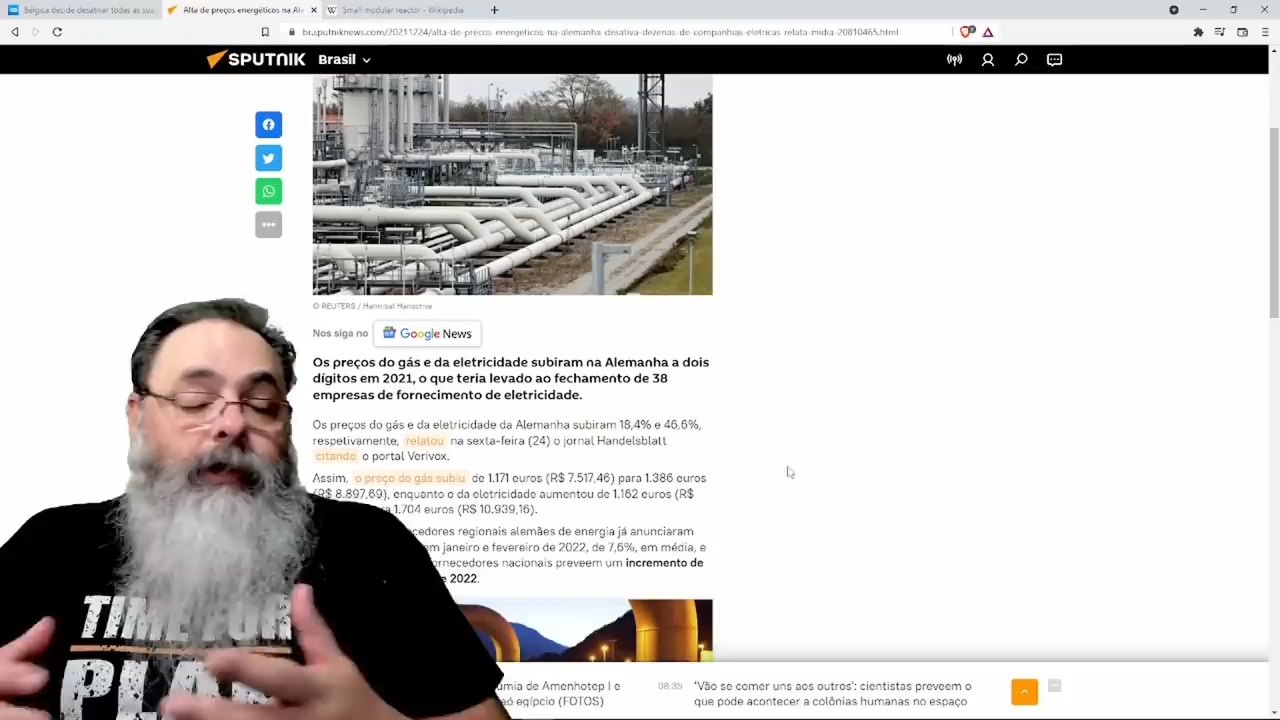 Bélgica decide desativar todas as sua
Alta de preços energéticos na Ale
Small modular reactor - Wikipedia
br.sputniknews.com/20211224/alta-de-precos-energeticos-na-alemanha-desativa-dezenas-de-companhias-eletricas-relata-midia-20810465.html
SPUTNIK Brasil
© REUTERS / Hannibal Hanschke
Nos siga no Google News
Os preços do gás e da eletricidade subiram na Alemanha a dois
dígitos em 2021, o que teria levado ao fechamento de 38
empresas de fornecimento de eletricidade.
Os preços do gás e da eletricidade da Alemanha subiram 18,4% e 46,6%,
respetivamente, relatou na sexta-feira (24) o jornal Handelsblatt
citando o portal Verivox.
Assim, o preço do gás subiu de 1.171 euros (R$ 7.517,46) para 1.386 euros
(R$ 8.897,69), enquanto o da eletricidade aumentou de 1.162 euros (R$
1.704 euros (R$ 10.939,16).
regionais alemães de energia já anunciaram
em janeiro e fevereiro de 2022, de 7,6%, em média, e
fornecedores nacionais preveem um incremento de
2022.
TIME FOR
de Amenhotep I e
egípcio (FOTOS)
08:35
'Vão se comer uns aos outros': cientistas preveem o
que pode acontecer a colônias humanas no espaço